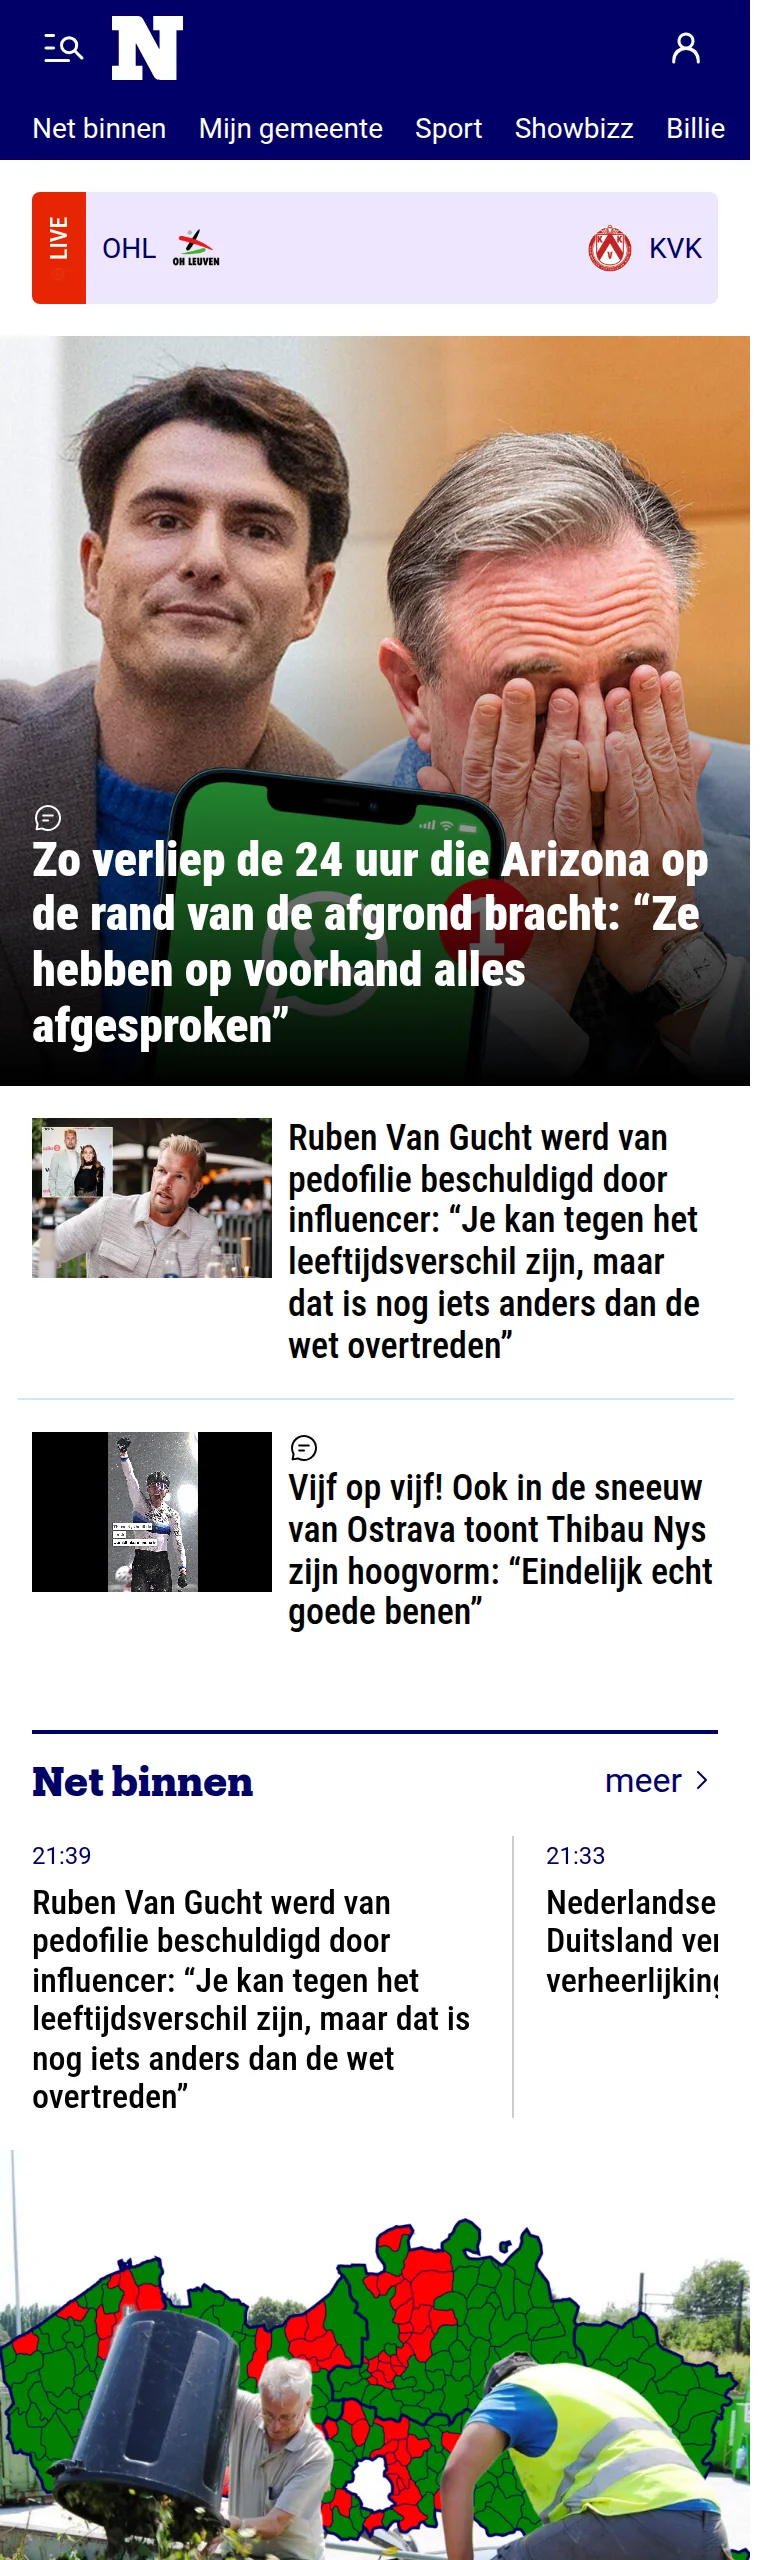 N
Net binnen Mijn gemeente Sport Showbizz Billie
LIVE
OHL
OH LEUVEN
K K
V
KVK
1
Zo verliep de 24 uur die Arizona op
de rand van de afgrond bracht: “Ze
hebben op voorhand alles
afgesproken”
Ruben Van Gucht werd van
pedofilie beschuldigd door
influencer: “Je kan tegen het
leeftijdsverschil zijn, maar
dat is nog iets anders dan de
wet overtreden”
Vijf op vijf! Ook in de sneeuw
van Ostrava toont Thibau Nys
zijn hoogvorm: “Eindelijk echt
goede benen”
Net binnen
meer
21:39
Ruben Van Gucht werd van
pedofilie beschuldigd door
influencer: “Je kan tegen het
leeftijdsverschil zijn, maar dat is
nog iets anders dan de wet
overtreden”
21:33
Nederlandse
Duitsland ver
verheerlijking